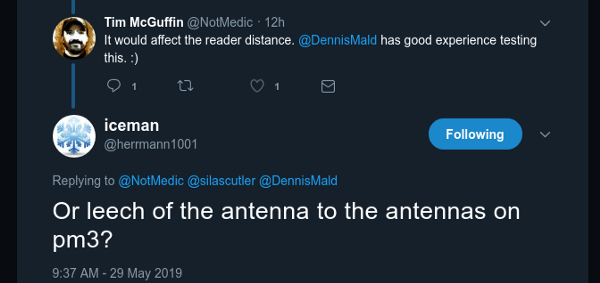 Tim McGuffin @NotMedic · 12h
It would affect the reader distance. @DennisMald has good experience testing
this. :)
1 1
iceman
@herrmann1001
Following
Replying to @NotMedic @silascutler @DennisMald
Or leech of the antenna to the antennas on
pm3?
9:37 AM - 29 May 2019